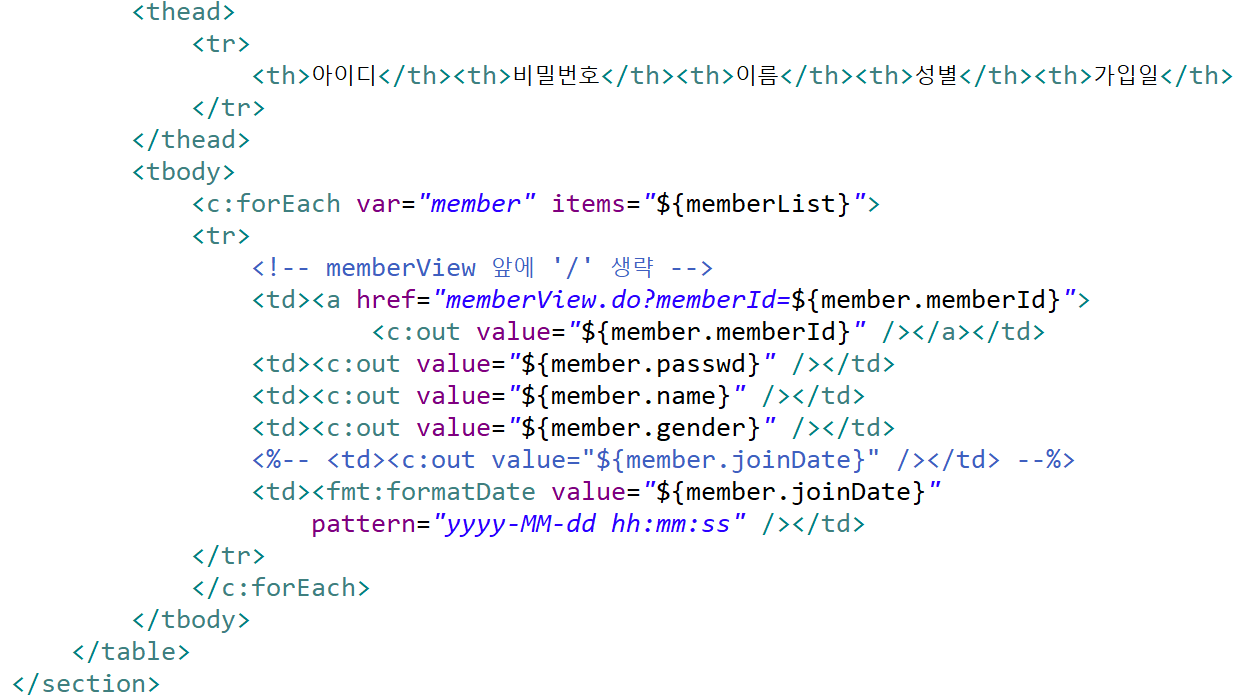 <thead>
<tr>
<th>아이디</th><th>비밀번호</th><th>이름</th><th>성별</th><th>가입일</th>
</tr>
</thead>
<tbody>
<c:forEach var="member" items="${memberList}">
<tr>
<!-- memberView 앞에 '/' 생략 -->
<td><a href="memberView.do?memberId=${member.memberId}">
<c:out value="${member.memberId}" /></a></td>
<td><c:out value="${member.passwd}" /></td>
<td><c:out value="${member.name}" /></td>
<td><c:out value="${member.gender}" /></td>
<%-- <td><c:out value="${member.joinDate}" /></td> --%>
<td><fmt:formatDate value="${member.joinDate}"
pattern="yyyy-MM-dd hh:mm:ss" /></td>
</tr>
</c:forEach>
</tbody>
</table>
</section>